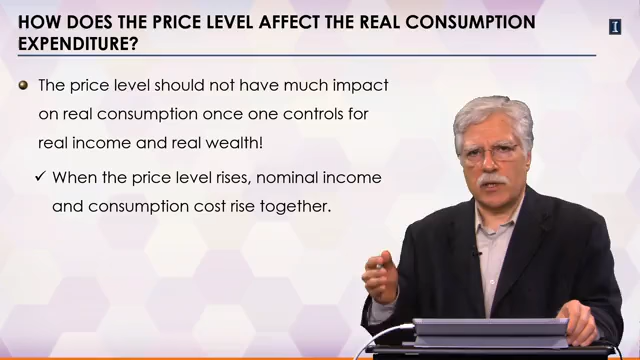 HOW DOES THE PRICE LEVEL AFFECT THE REAL CONSUMPTION
EXPENDITURE?
I
The price level should not have much impact
on real consumption once one controls for
real income and real wealth!
✓ When the price level rises, nominal income
and consumption cost rise together.